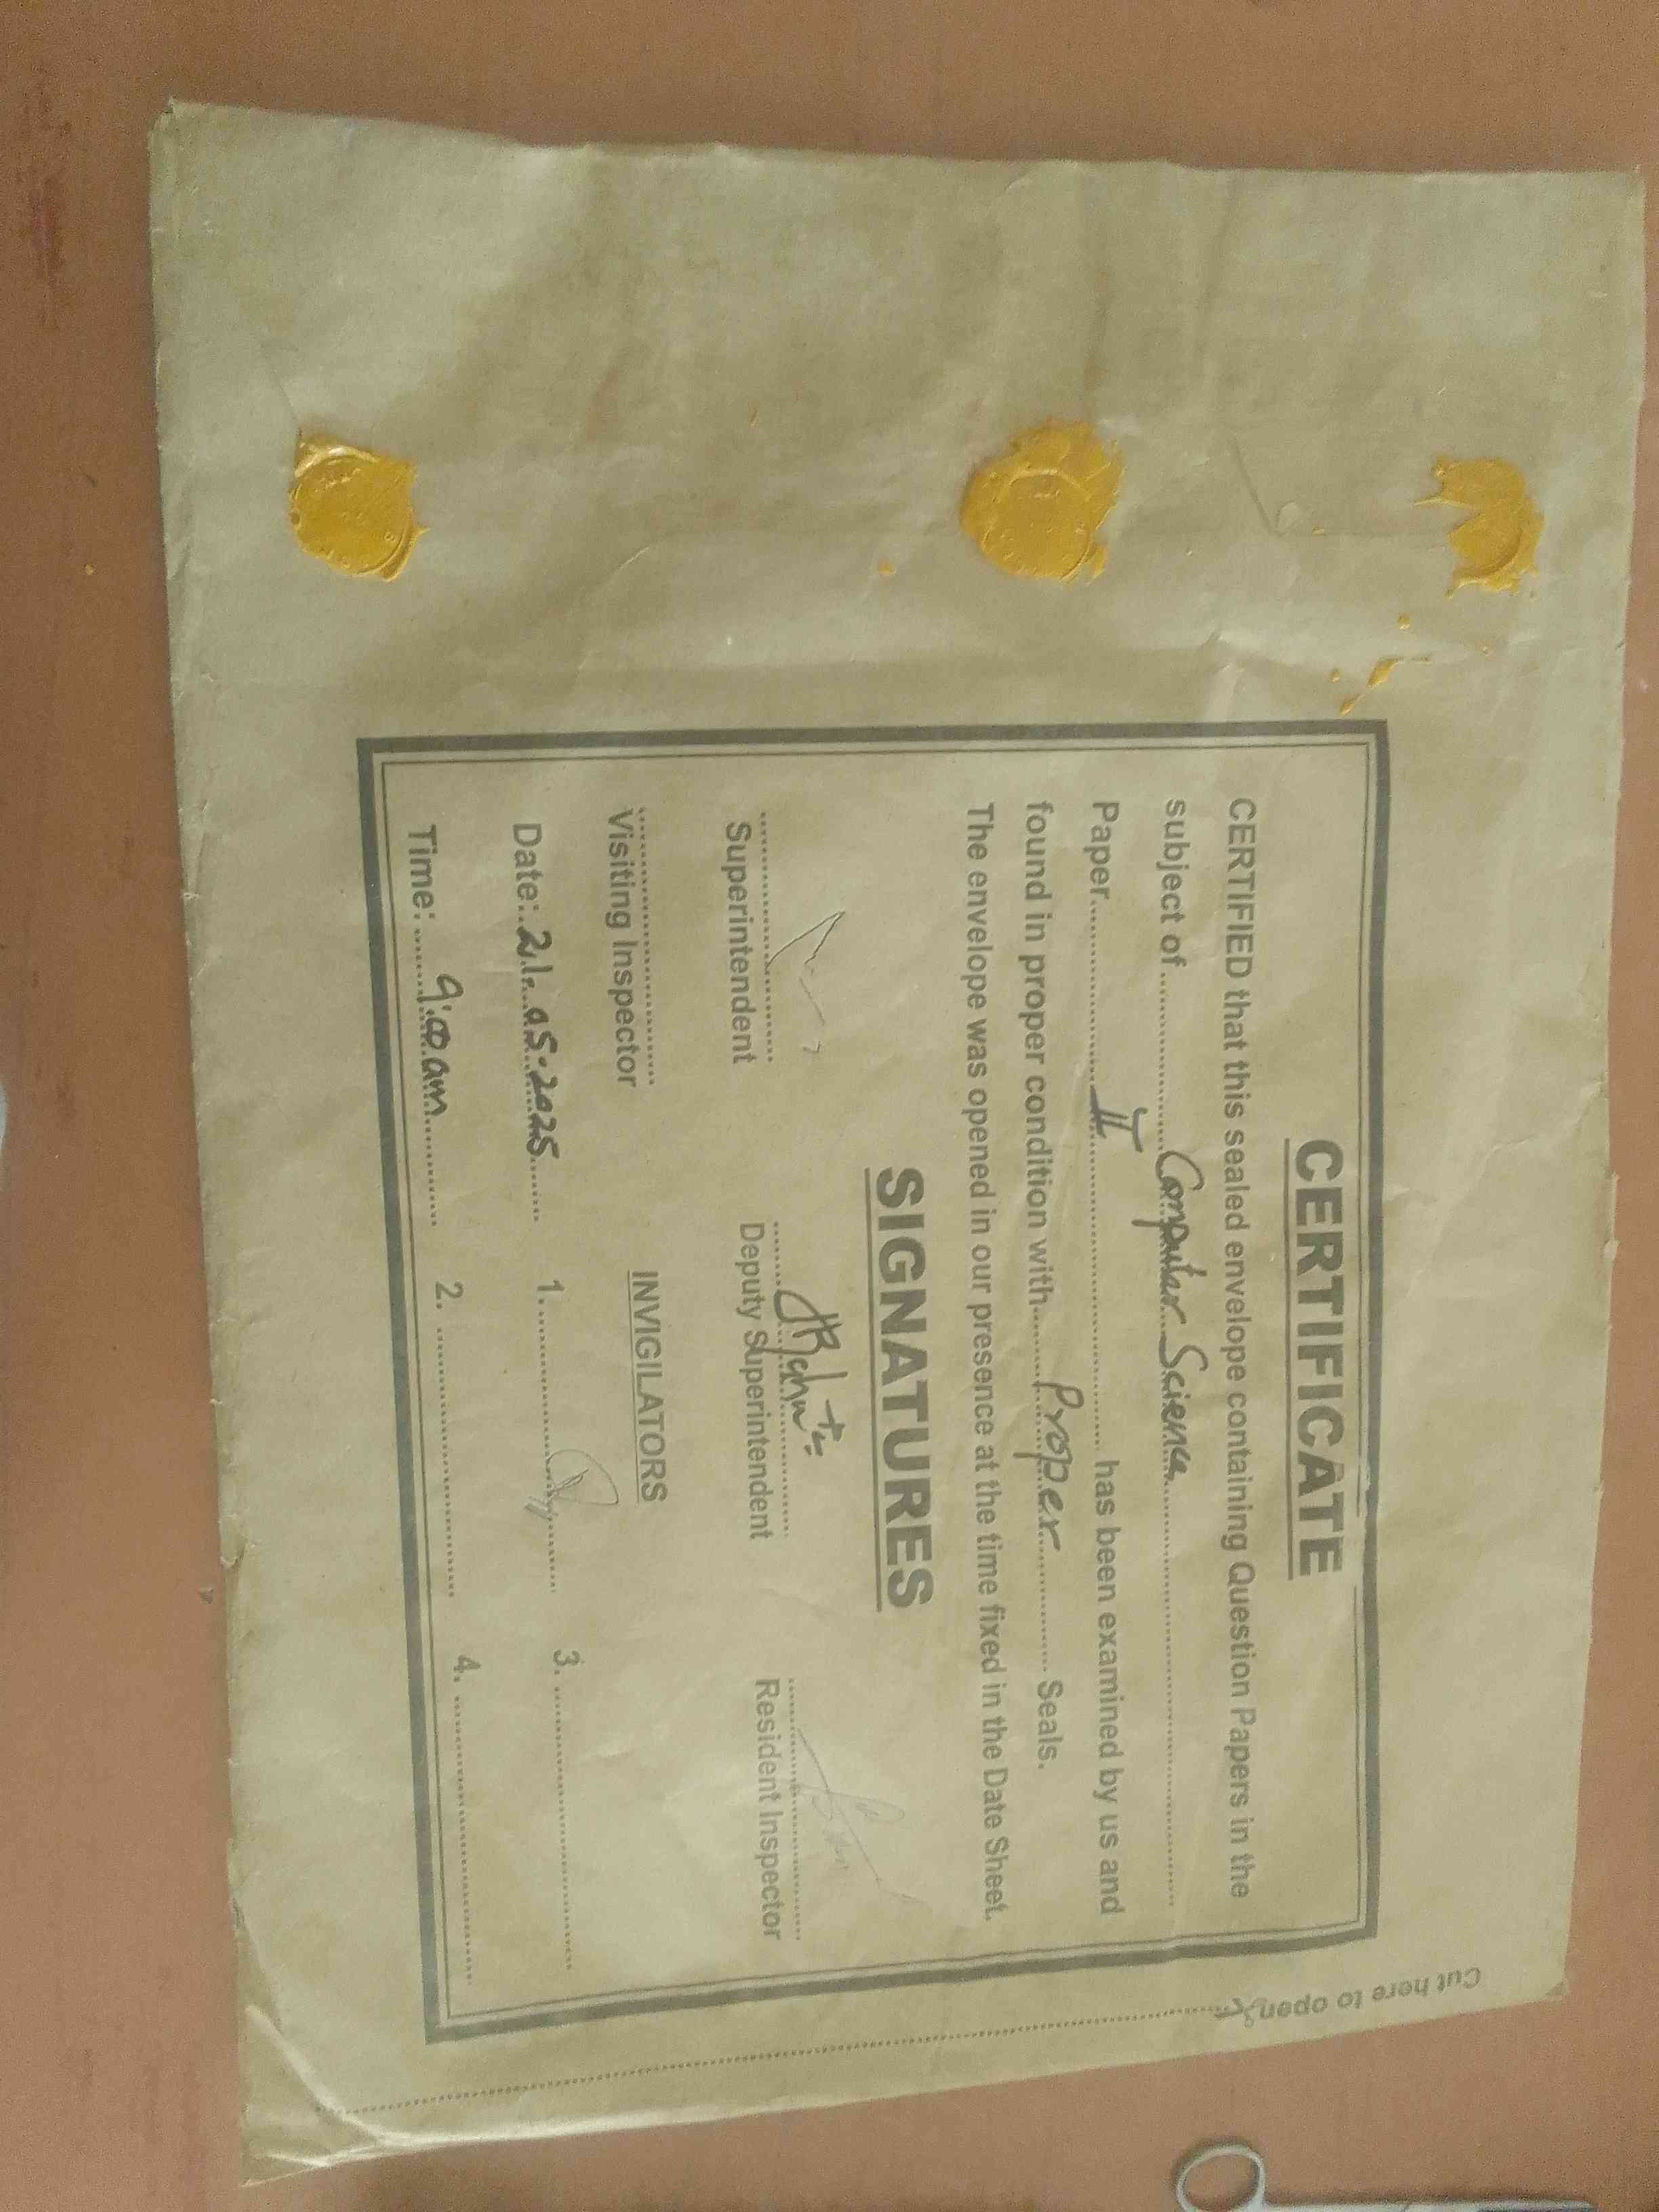 CERTIFICATE
CERTIFIED that this sealed envelope containing Question Papers in the
subject of ........ Computer Science ........
Paper ........ II ........ has been examined by us and
found in proper condition with ........ Proper ........ Seals.
The envelope was opened in our presence at the time fixed in the Date Sheet.
SIGNATURES
Superintendent Deputy Superintendent Resident Inspector
Visiting Inspector INVIGILATORS
Date: 21.05.2025 1. ........ 3. ........
Time: 9:00 am 2. ........ 4. ........
Cut here to open